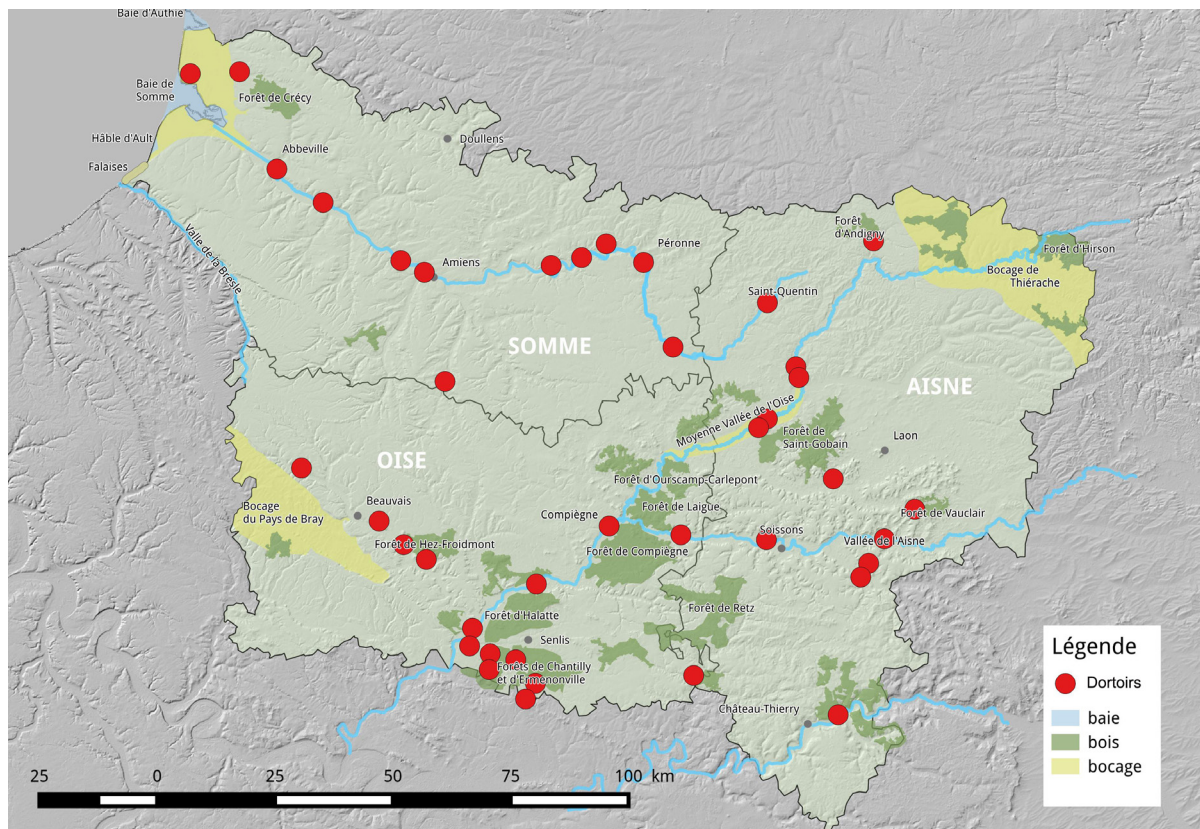 Baie d'Authie
Baie de
Somme
Forêt de Crécy
Hâble d'Ault
Doullens
Abbeville
Falaises
Valle de la Bresle
Amiens
Péronne
Forêt
d'Andigny
Forêt d'Hirson
Bocage de
Thiérache
Saint-Quentin
SOMME
AISNE
Moyenne Vallée de l'Oise
Forêt de
Saint-Gobain
Laon
OISE
Forêt d'Ourscamp-Carlepont
Beauvais
Bocage
du Pays de Bray
Compiègne
Forêt de Laigue
Forêt de Vauclair
Soissons
Vallée de l'Aisne
Forêt de Hez-Froidmont
Forêt de Compiègne
Forêt d'Halatte
Forêt de Retz
Senlis
Forêts de Chantilly
et d'Ermenonville
Château-Thierry
Légende
Dortoirs
baie
bois
bocage
25 0 25 50 75 100 km